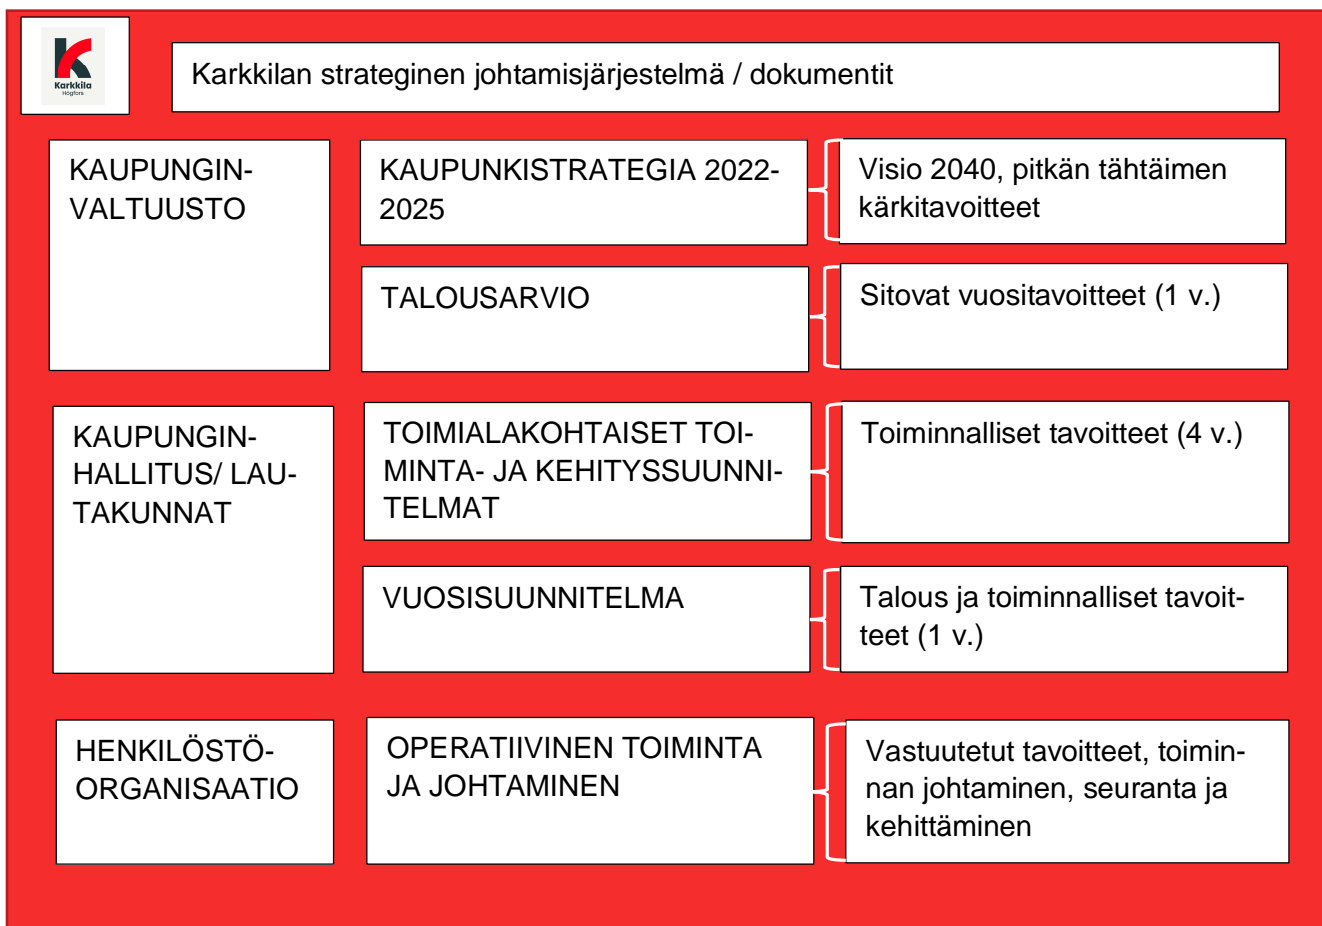 Karkkila
Högfors
Karkkilan strateginen johtamisjärjestelmä / dokumentit
KAUPUNGIN-
VALTUUSTO
KAUPUNKISTRATEGIA 2022-
2025
Visio 2040, pitkän tähtäimen
kärkitavoitteet
TALOUSARVIO
Sitovat vuositavoitteet (1 v.)
KAUPUNGIN-
HALLITUS/ LAU-
TAKUNNAT
TOIMIALAKOHTAISET TOI-
MINTA- JA KEHITYSSUUNNI-
TELMAT
Toiminnalliset tavoitteet (4 v.)
VUOSISUUNNITELMA
Talous ja toiminnalliset tavoit-
teet (1 v.)
HENKILÖSTÖ-
ORGANISAATIO
OPERATIIVINEN TOIMINTA
JA JOHTAMINEN
Vastuutetut tavoitteet, toimin-
nan johtaminen, seuranta ja
kehittäminen